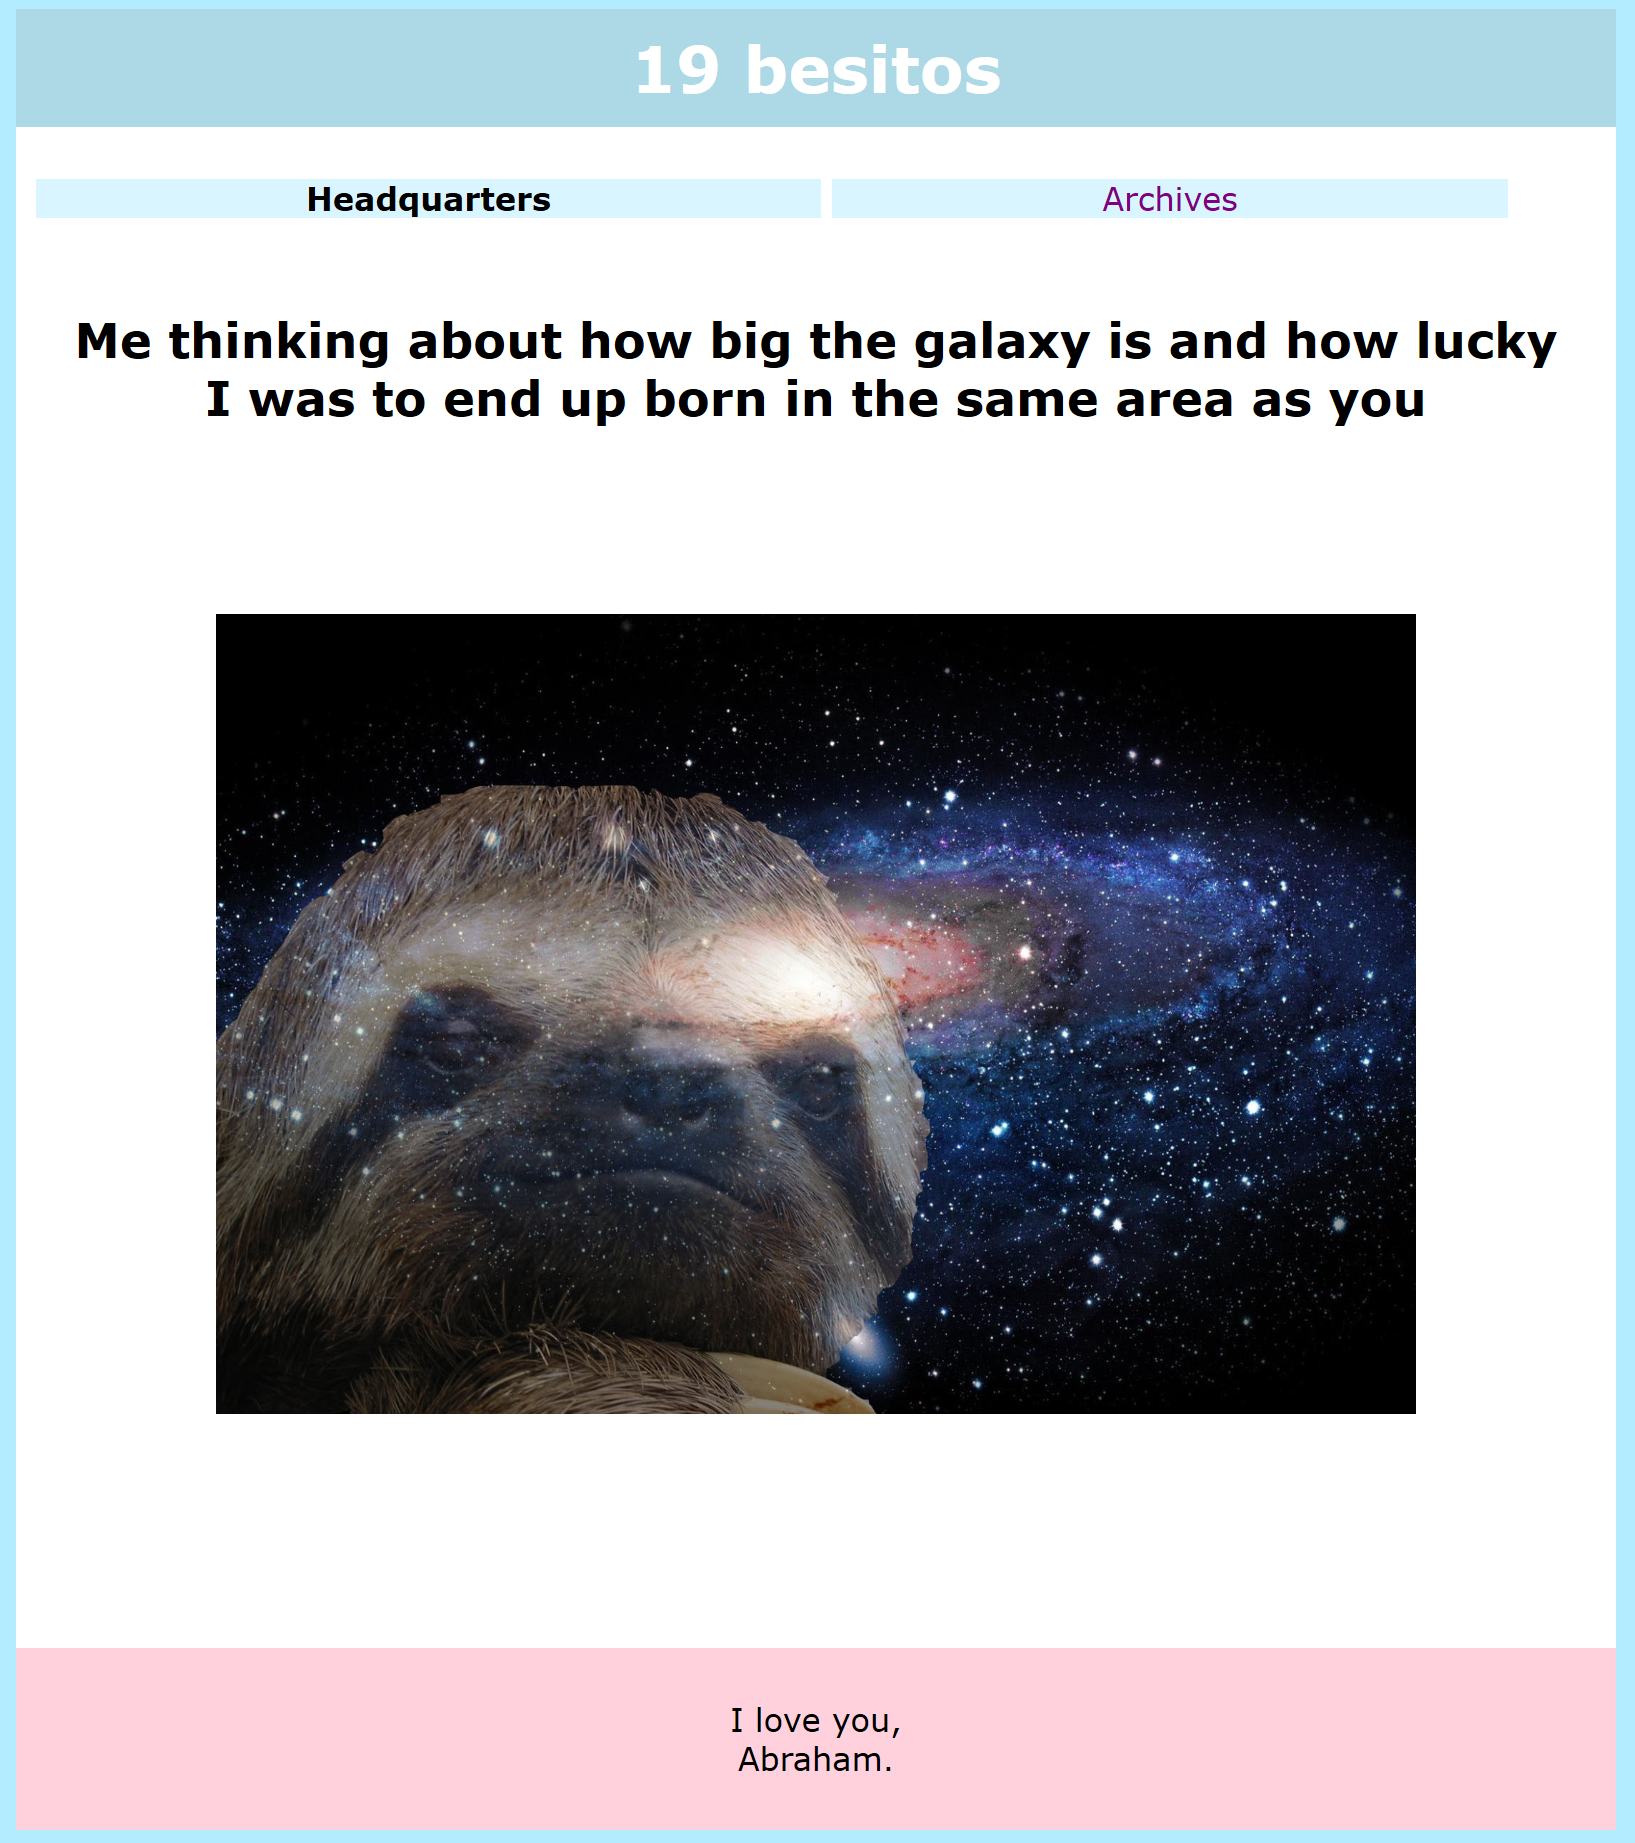 19 besitos
Headquarters
Archives
Me thinking about how big the galaxy is and how lucky
I was to end up born in the same area as you
I love you,
Abraham.